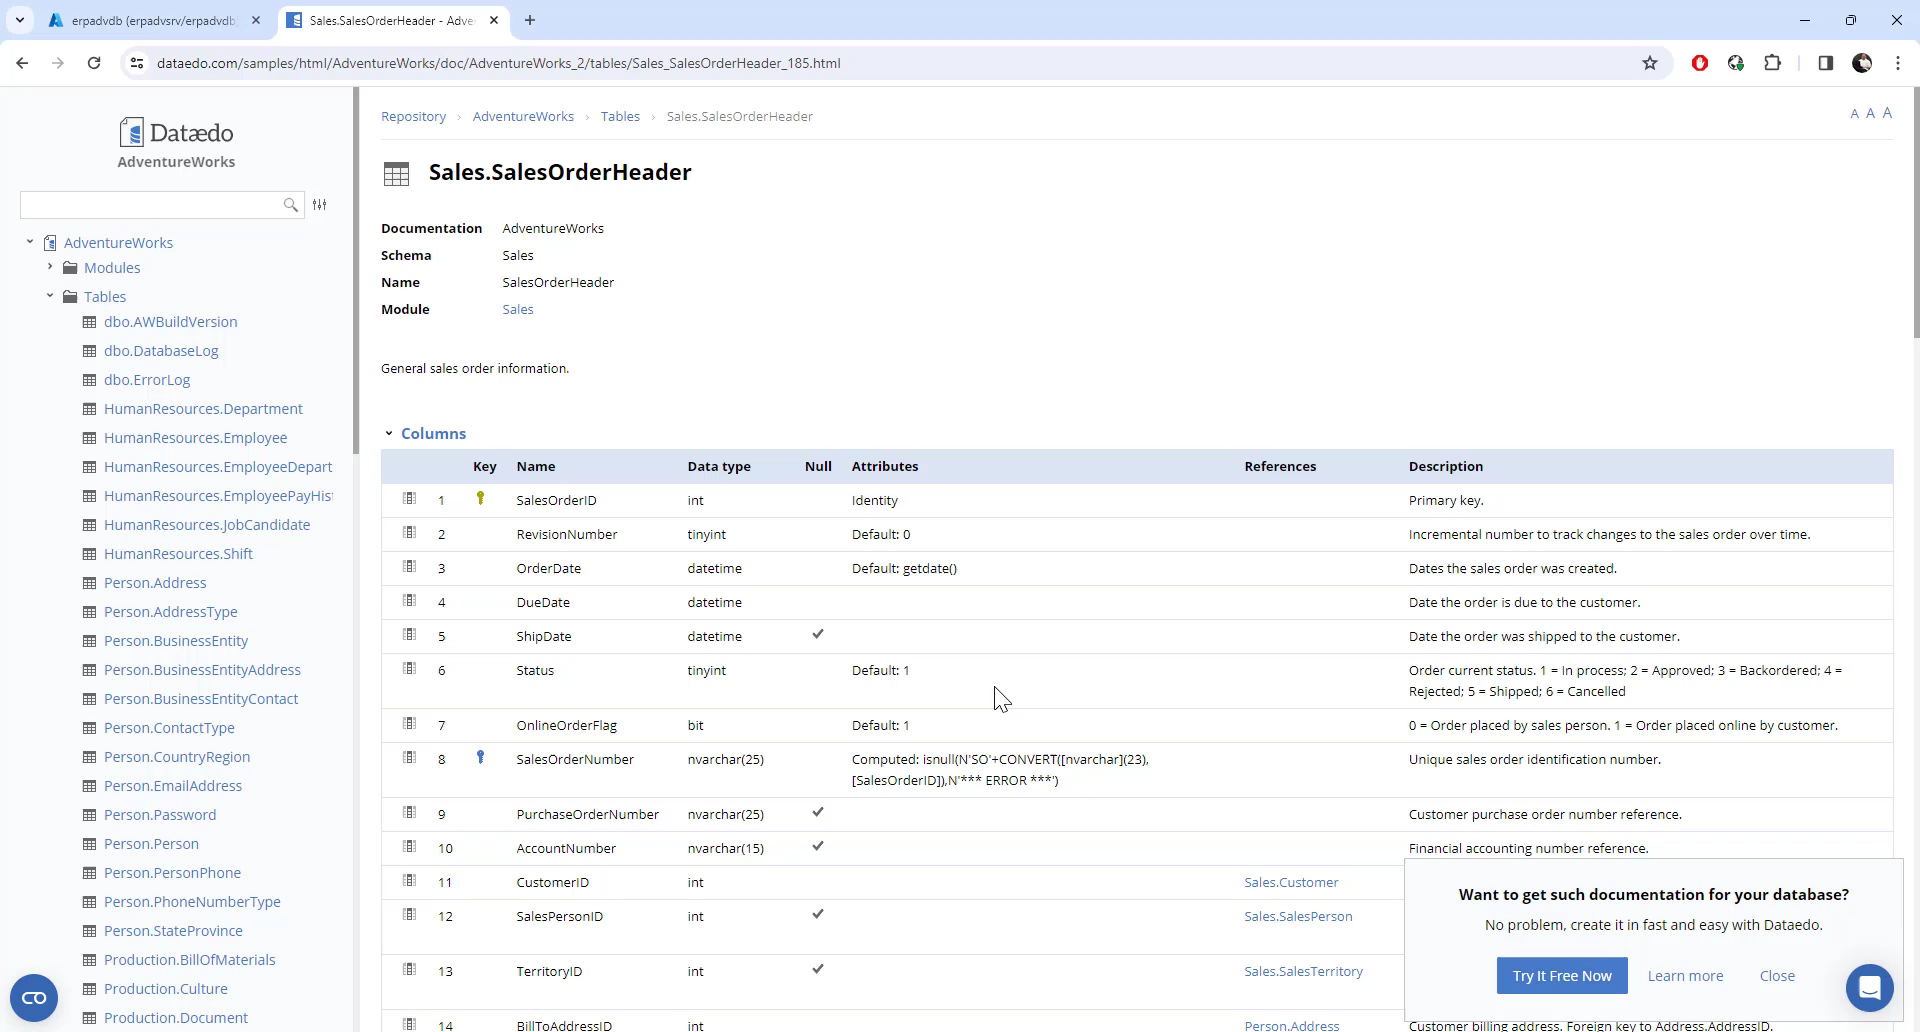 erpadvdb (erpadvsrv/erpadvdb
Sales.SalesOrderHeader - Adve
dataedo.com/samples/html/AdventureWorks/doc/AdventureWorks_2/tables/Sales_SalesOrderHeader_185.html
Dataedo
AdventureWorks
AdventureWorks
Modules
Tables
dbo.AWBuildVersion
dbo.DatabaseLog
dbo.ErrorLog
HumanResources.Department
HumanResources.Employee
HumanResources.EmployeeDepart
HumanResources.EmployeePayHis
HumanResources.JobCandidate
HumanResources.Shift
Person.Address
Person.AddressType
Person.BusinessEntity
Person.BusinessEntityAddress
Person.BusinessEntityContact
Person.ContactType
Person.CountryRegion
Person.EmailAddress
Person.Password
Person.Person
Person.PersonPhone
Person.PhoneNumberType
Person.StateProvince
Production.BillOfMaterials
Production.Culture
Production.Document
Repository › AdventureWorks › Tables › Sales.SalesOrderHeader
A A A
Sales.SalesOrderHeader
Documentation AdventureWorks
Schema Sales
Name SalesOrderHeader
Module Sales
General sales order information.
Columns
Key Name Data type Null Attributes References Description
1 SalesOrderID int Identity Primary key.
2 RevisionNumber tinyint Default: 0 Incremental number to track changes to the sales order over time.
3 OrderDate datetime Default: getdate() Dates the sales order was created.
4 DueDate datetime Date the order is due to the customer.
5 ShipDate datetime Date the order was shipped to the customer.
6 Status tinyint Default: 1 Order current status. 1 = In process; 2 = Approved; 3 = Backordered; 4 =
Rejected; 5 = Shipped; 6 = Cancelled
7 OnlineOrderFlag bit Default: 1 0 = Order placed by sales person. 1 = Order placed online by customer.
8 SalesOrderNumber nvarchar(25) Computed: isnull(N'SO'+CONVERT([nvarchar](23), Unique sales order identification number.
[SalesOrderID]),N'*** ERROR ***')
9 PurchaseOrderNumber nvarchar(25) Customer purchase order number reference.
10 AccountNumber nvarchar(15) Financial accounting number reference.
11 CustomerID int Sales.Customer
12 SalesPersonID int Sales.SalesPerson
13 TerritoryID int Sales.SalesTerritory
14 BillToAddressID int Person.Address Customer billing address. Foreign key to Address.AddressID.
Want to get such documentation for your database?
No problem, create it in fast and easy with Dataedo.
Try It Free Now Learn more Close